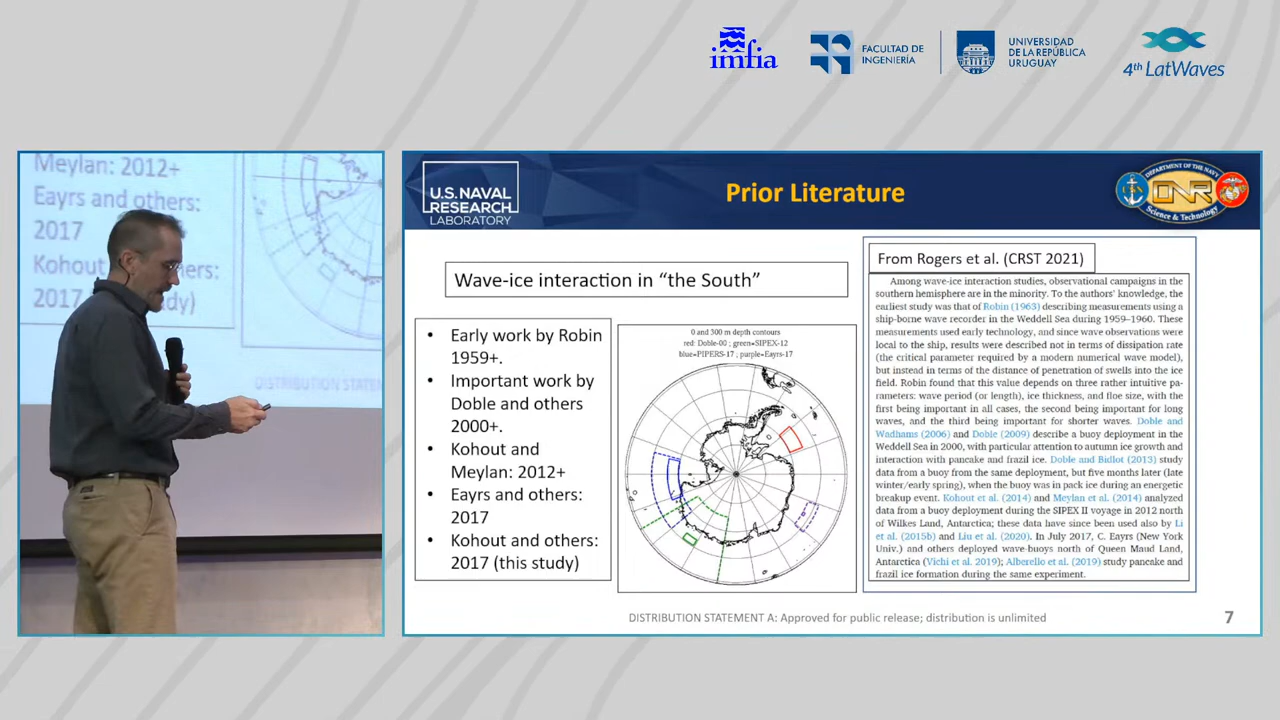 imfia
FACULTAD DE
INGENIERÍA
UNIVERSIDAD
DE LA REPÚBLICA
URUGUAY
4th LatWaves
Meylan: 2012+
Eayrs and others:
2017
Kohout
hers:
2017
dy)
DISTRIBUTION STATEM
U.S. NAVAL
RESEARCH
LABORATORY
Prior Literature
DEPARTMENT OF THE NAVY
ONR
Science & Technology
Wave-ice interaction in “the South”
• Early work by Robin
1959+.
• Important work by
Doble and others
2000+.
• Kohout and
Meylan: 2012+
• Eayrs and others:
2017
• Kohout and others:
2017 (this study)
0 and 300 m depth contours
red: Doble-00 ; green=SIPEX-12
blue=PIPERS-17 ; purple=Eayrs-17
From Rogers et al. (CRST 2021)
Among wave-ice interaction studies, observational campaigns in the
southern hemisphere are in the minority. To the authors’ knowledge, the
earliest study was that of Robin (1963) describing measurements using a
ship-borne wave recorder in the Weddell Sea during 1959–1960. These
measurements used early technology, and since wave observations were
local to the ship, results were described not in terms of dissipation rate
(the critical parameter required by a modern numerical wave model),
but instead in terms of the distance of penetration of swells into the ice
field. Robin found that this value depends on three rather intuitive pa-
rameters: wave period (or length), ice thickness, and floe size, with the
first being important in all cases, the second being important for long
waves, and the third being important for shorter waves. Doble and
Wadhams (2006) and Doble (2009) describe a buoy deployment in the
Weddell Sea in 2000, with particular attention to autumn ice growth and
interaction with pancake and frazil ice. Doble and Bidlot (2013) study
data from a buoy from the same deployment, but five months later (late
winter/early spring), when the buoy was in pack ice during an energetic
breakup event. Kohout et al. (2014) and Meylan et al. (2014) analyzed
data from a buoy deployment during the SIPEX II voyage in 2012 north
of Wilkes Land, Antarctica; these data have since been used also by Li
et al. (2015b) and Liu et al. (2020). In July 2017, C. Eayrs (New York
Univ.) and others deployed wave-buoys north of Queen Maud Land,
Antarctica (Vichi et al. 2019); Alberello et al. (2019) study pancake and
frazil ice formation during the same experiment.
DISTRIBUTION STATEMENT A: Approved for public release; distribution is unlimited
7